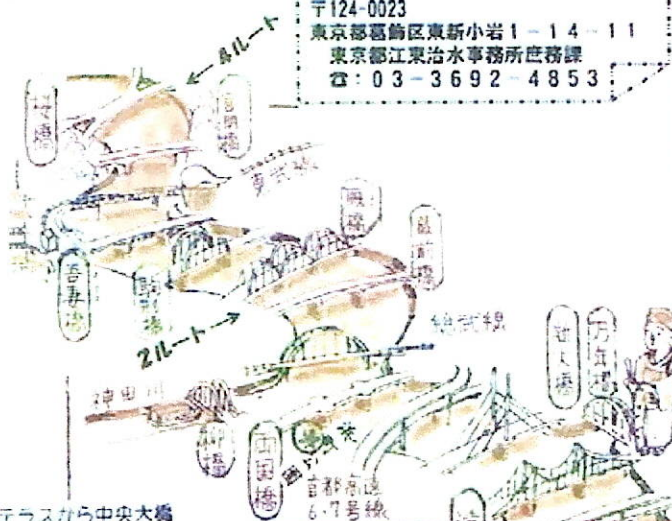 〒124-0023
東京都葛飾区東新小岩1-14-11
東京都江東治水事務所庶務課
☎:03-3692-4853
4ルート
桜橋
言問橋
東武線
吾妻橋
駒形橋
厩橋
蔵前橋
2ルート
総武線
神田川
柳橋
両国橋
首都高速
6・7号線
新大橋
万年橋
テラスから中央大橋